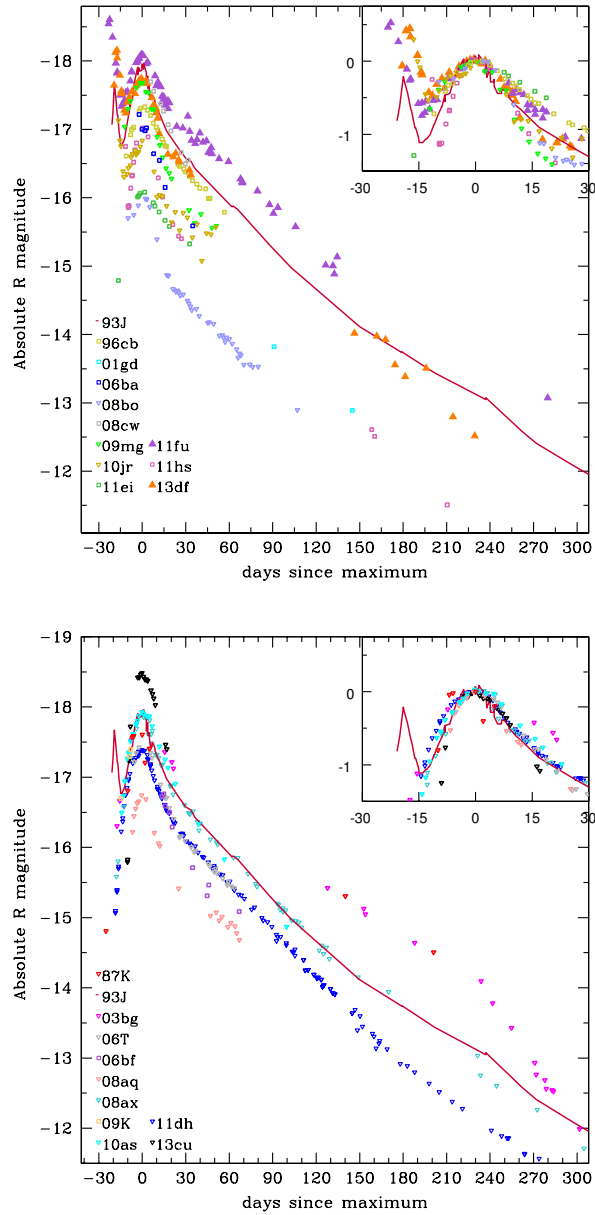 −18
−17
−16
−15
−14
−13
−12
Absolute R magnitude
0
−1
−30
−15
0
15
30
93J
96cb
01gd
06ba
08bo
08cw
09mg 11fu
10jr 11hs
11ei 13df
−30 0 30 60 90 120 150 180 210 240 270 300
days since maximum
−19
−18
−17
−16
−15
−14
−13
−12
Absolute R magnitude
0
−1
−30 −15 0 15 30
87K
93J
03bg
06T
06bf
08aq
08ax
09K 11dh
10as 13cu
−30 0 30 60 90 120 150 180 210 240 270 300
days since maximum